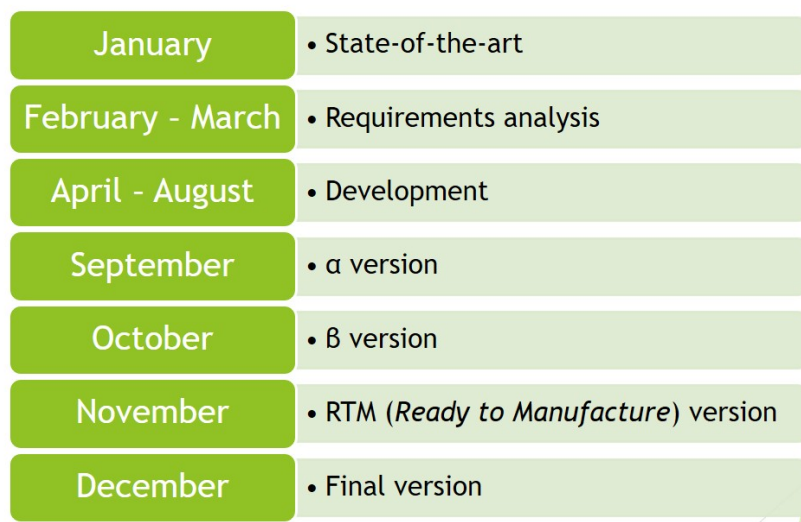 January
• State-of-the-art
February – March
• Requirements analysis
April – August
• Development
September
• α version
October
• β version
November
• RTM (Ready to Manufacture) version
December
• Final version